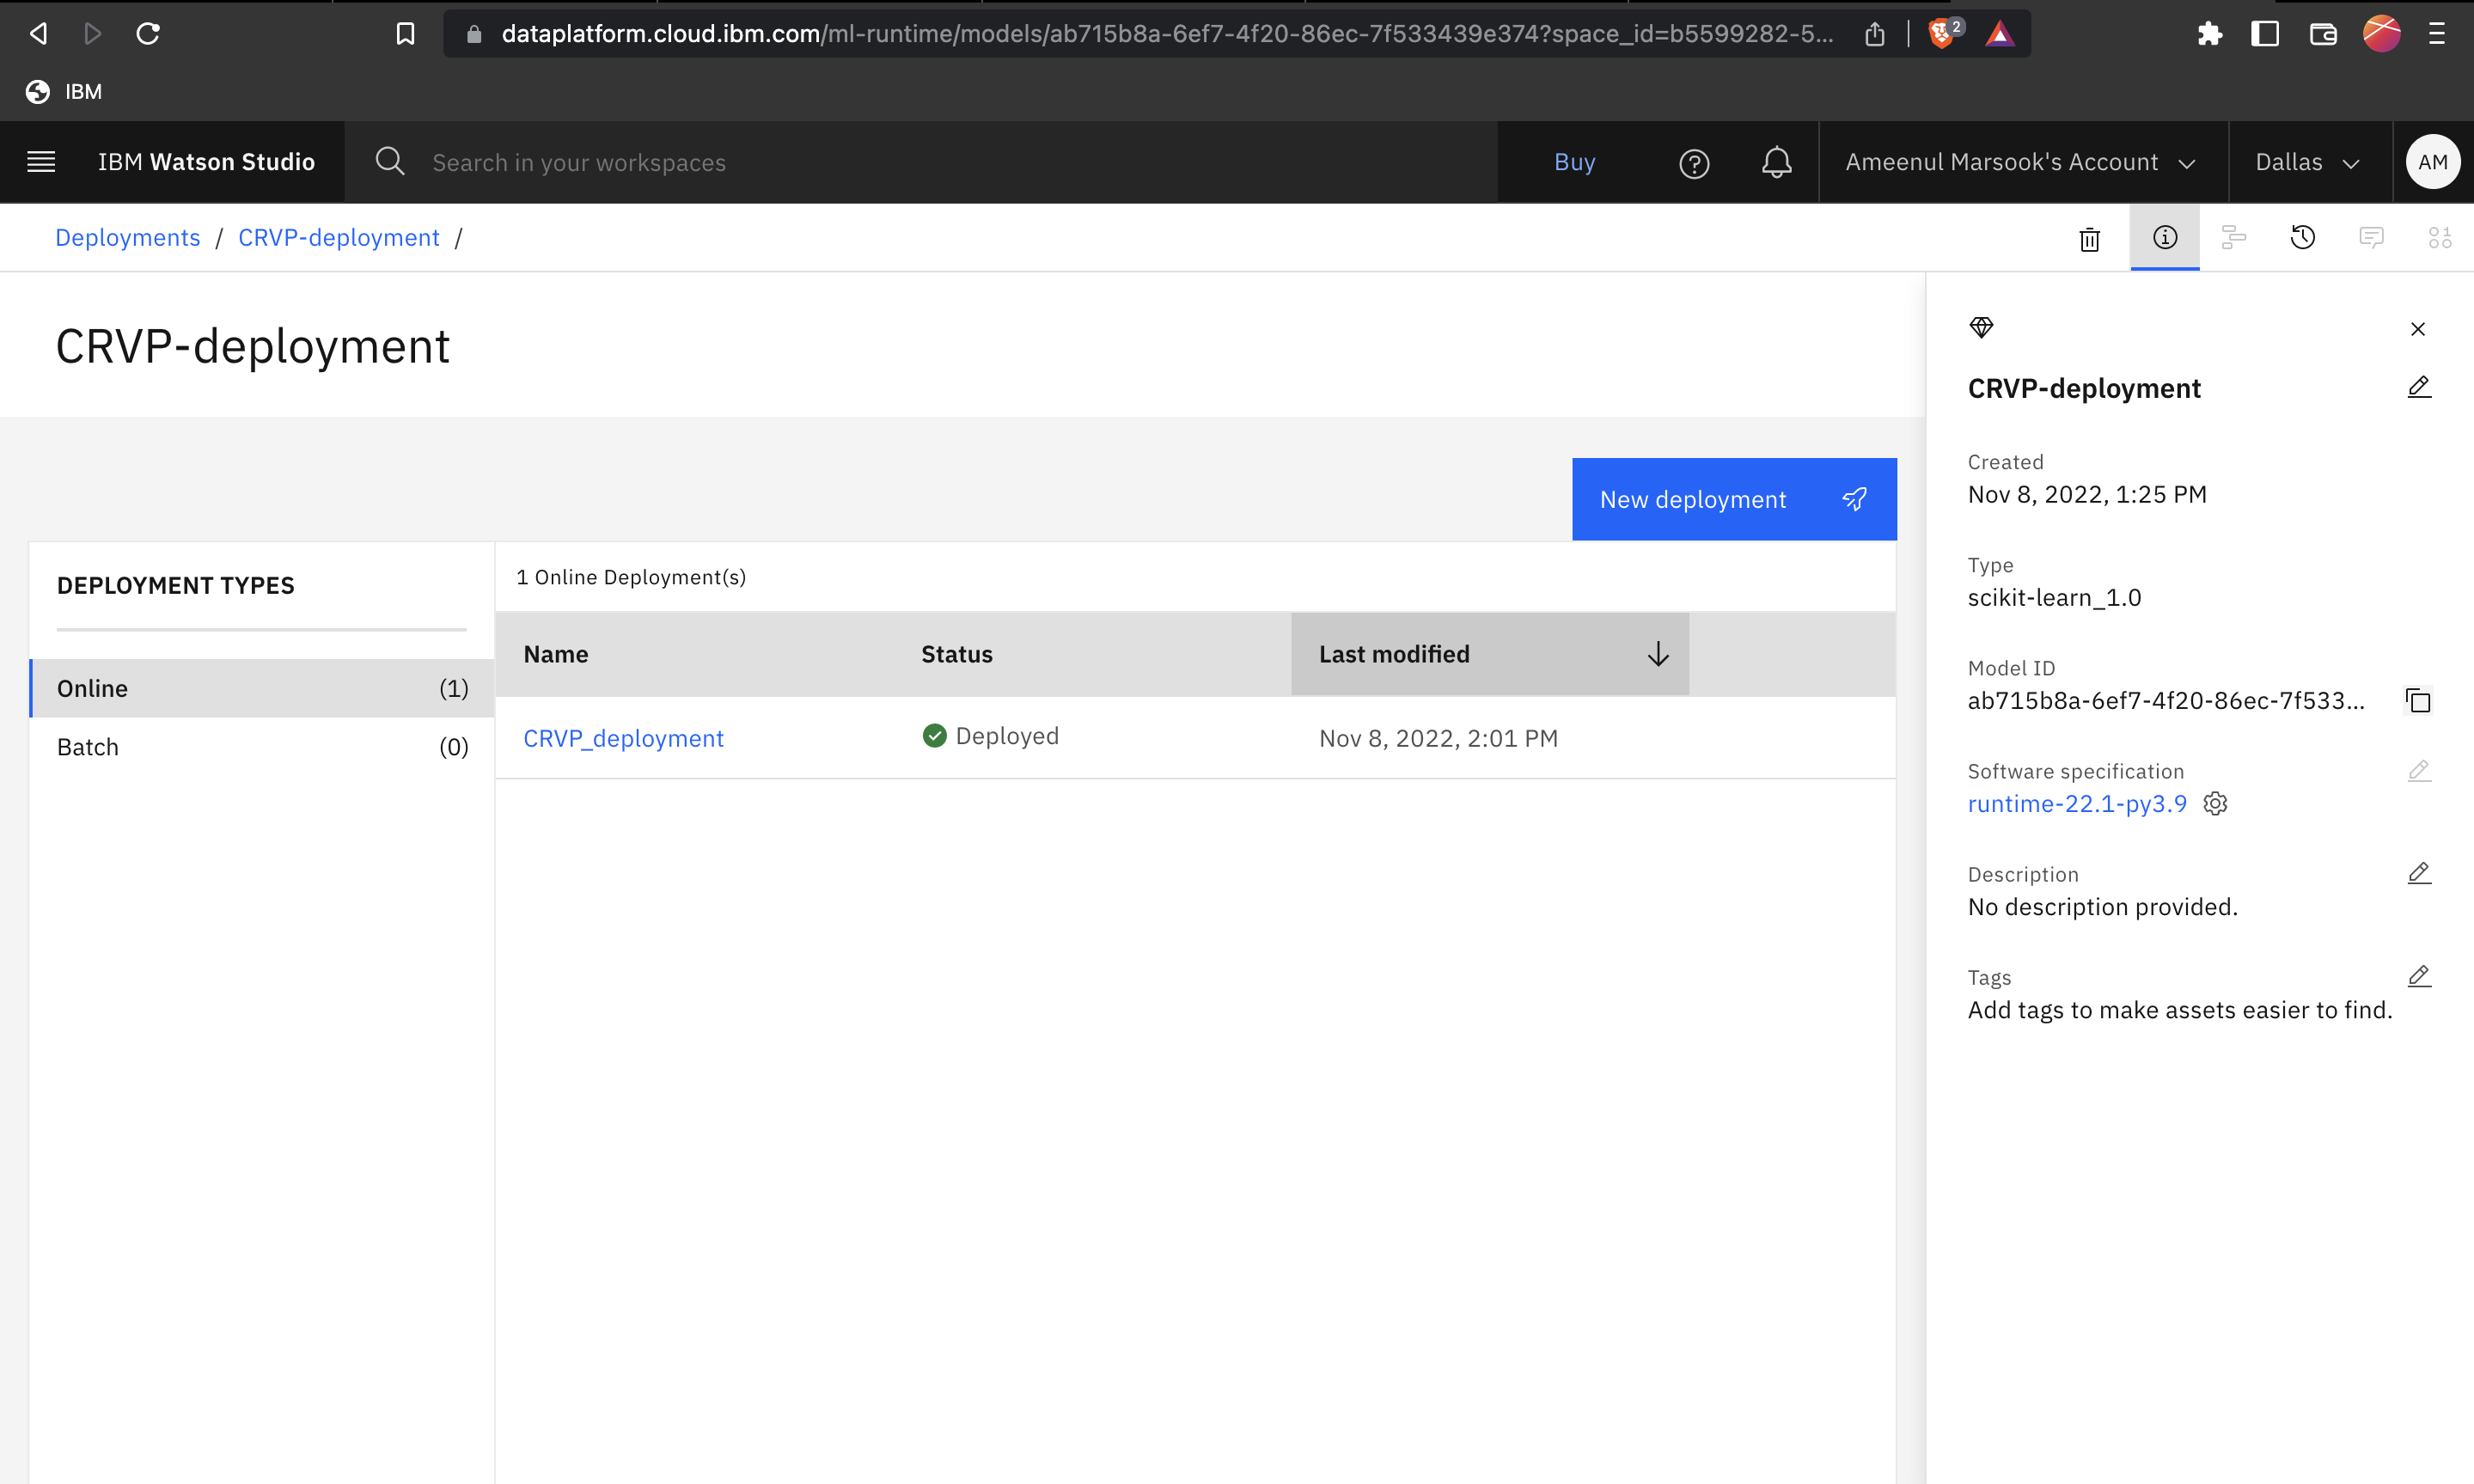 dataplatform.cloud.ibm.com/ml-runtime/models/ab715b8a-6ef7-4f20-86ec-7f533439e374?space_id=b5599282-5...
2
IBM
IBM Watson Studio
Search in your workspaces
Buy
Ameenul Marsook's Account
Dallas
AM
Deployments / CRVP-deployment /
CRVP-deployment
New deployment
DEPLOYMENT TYPES
Online (1)
Batch (0)
1 Online Deployment(s)
Name Status Last modified
CRVP_deployment Deployed Nov 8, 2022, 2:01 PM
CRVP-deployment
Created
Nov 8, 2022, 1:25 PM
Type
scikit-learn_1.0
Model ID
ab715b8a-6ef7-4f20-86ec-7f533...
Software specification
runtime-22.1-py3.9
Description
No description provided.
Tags
Add tags to make assets easier to find.